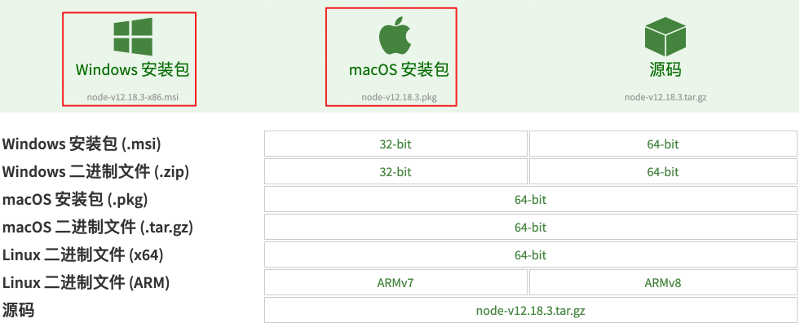 Windows 安装包 macOS 安装包 源码
node-v12.18.3-x86.msi node-v12.18.3.pkg node-v12.18.3.tar.gz
Windows 安装包 (.msi) 32-bit 64-bit
Windows 二进制文件 (.zip) 32-bit 64-bit
macOS 安装包 (.pkg) 64-bit
macOS 二进制文件 (.tar.gz) 64-bit
Linux 二进制文件 (x64) 64-bit
Linux 二进制文件 (ARM) ARMv7 ARMv8
源码 node-v12.18.3.tar.gz